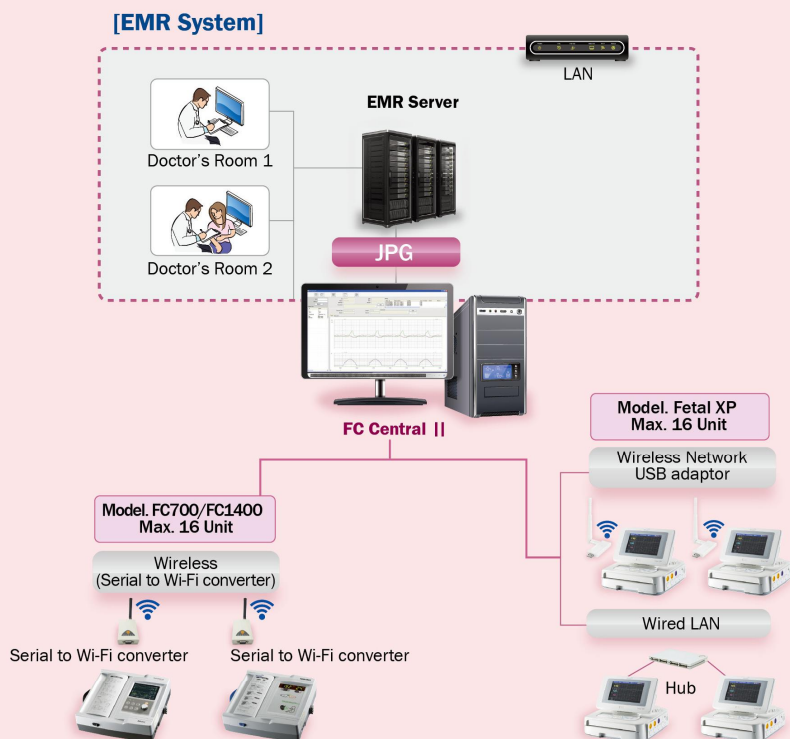 [EMR System]
LAN
EMR Server
Doctor's Room 1
Doctor's Room 2
JPG
FC Central II
Model. Fetal XP
Max. 16 Unit
Wireless Network
USB adaptor
Model. FC700/FC1400
Max. 16 Unit
Wireless
(Serial to Wi-Fi converter)
Serial to Wi-Fi converter
Serial to Wi-Fi converter
Wired LAN
Hub